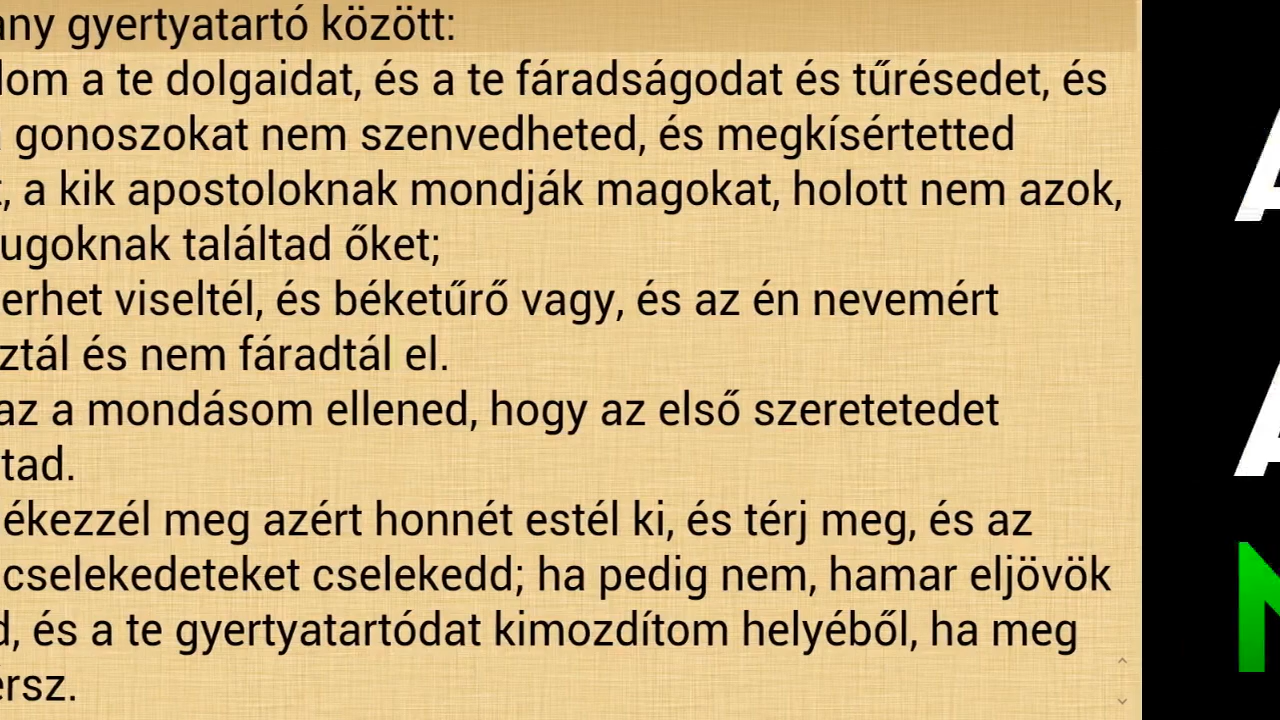 any gyertyatartó között:
dom a te dolgaidat, és a te fáradságodat és tűrésedet, és
gonoszokat nem szenvedheted, és megkísértetted
, a kik apostoloknak mondják magokat, holott nem azok,
ugoknak találtad őket;
erhet viseltél, és béketűrő vagy, és az én nevemért
ztál és nem fáradtál el.
az a mondásom ellened, hogy az első szeretetedet
tad.
ékezzél meg azért honnét estél ki, és térj meg, és az
cselekedeteket cselekedd; ha pedig nem, hamar eljövök
d, és a te gyertyatartódat kimozdítom helyéből, ha meg
érsz.